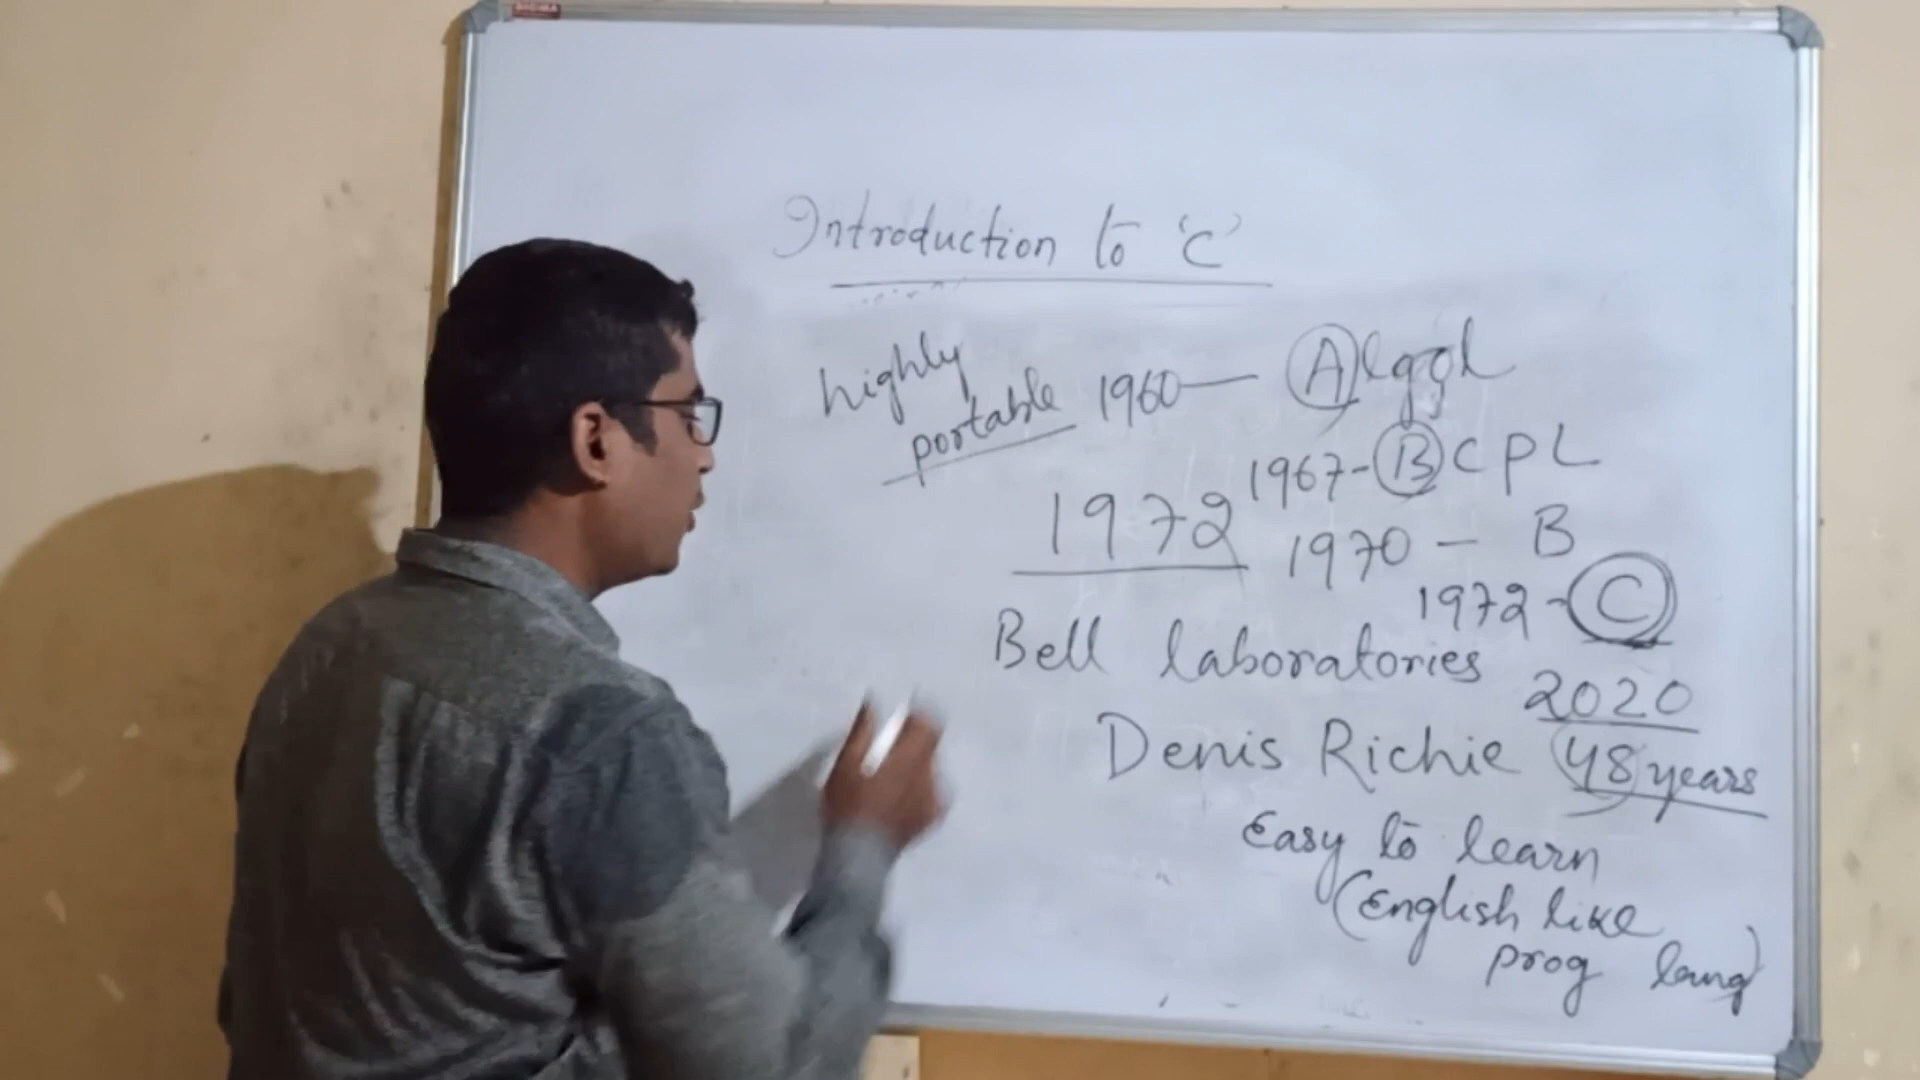 Introduction to 'C'
highly
portable
1960 — Algol
1967 - BCPL
1972
1970 - B
1972 - C
Bell laboratories
2020
Denis Richie
48 years
Easy to learn
(English like
prog lang)